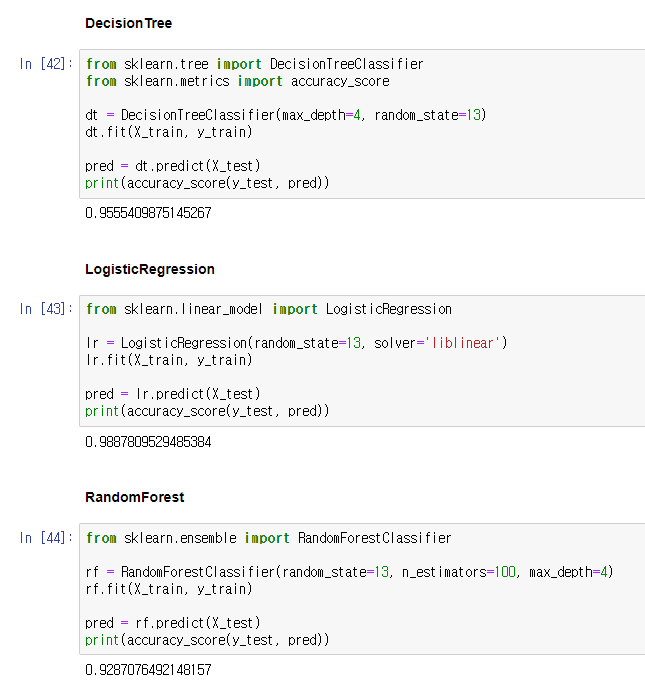 DecisionTree
In [42]:
from sklearn.tree import DecisionTreeClassifier
from sklearn.metrics import accuracy_score
dt = DecisionTreeClassifier(max_depth=4, random_state=13)
dt.fit(X_train, y_train)
pred = dt.predict(X_test)
print(accuracy_score(y_test, pred))
0.9555409875145267
LogisticRegression
In [43]:
from sklearn.linear_model import LogisticRegression
lr = LogisticRegression(random_state=13, solver='liblinear')
lr.fit(X_train, y_train)
pred = lr.predict(X_test)
print(accuracy_score(y_test, pred))
0.9887809529485384
RandomForest
In [44]:
from sklearn.ensemble import RandomForestClassifier
rf = RandomForestClassifier(random_state=13, n_estimators=100, max_depth=4)
rf.fit(X_train, y_train)
pred = rf.predict(X_test)
print(accuracy_score(y_test, pred))
0.9287076492148157